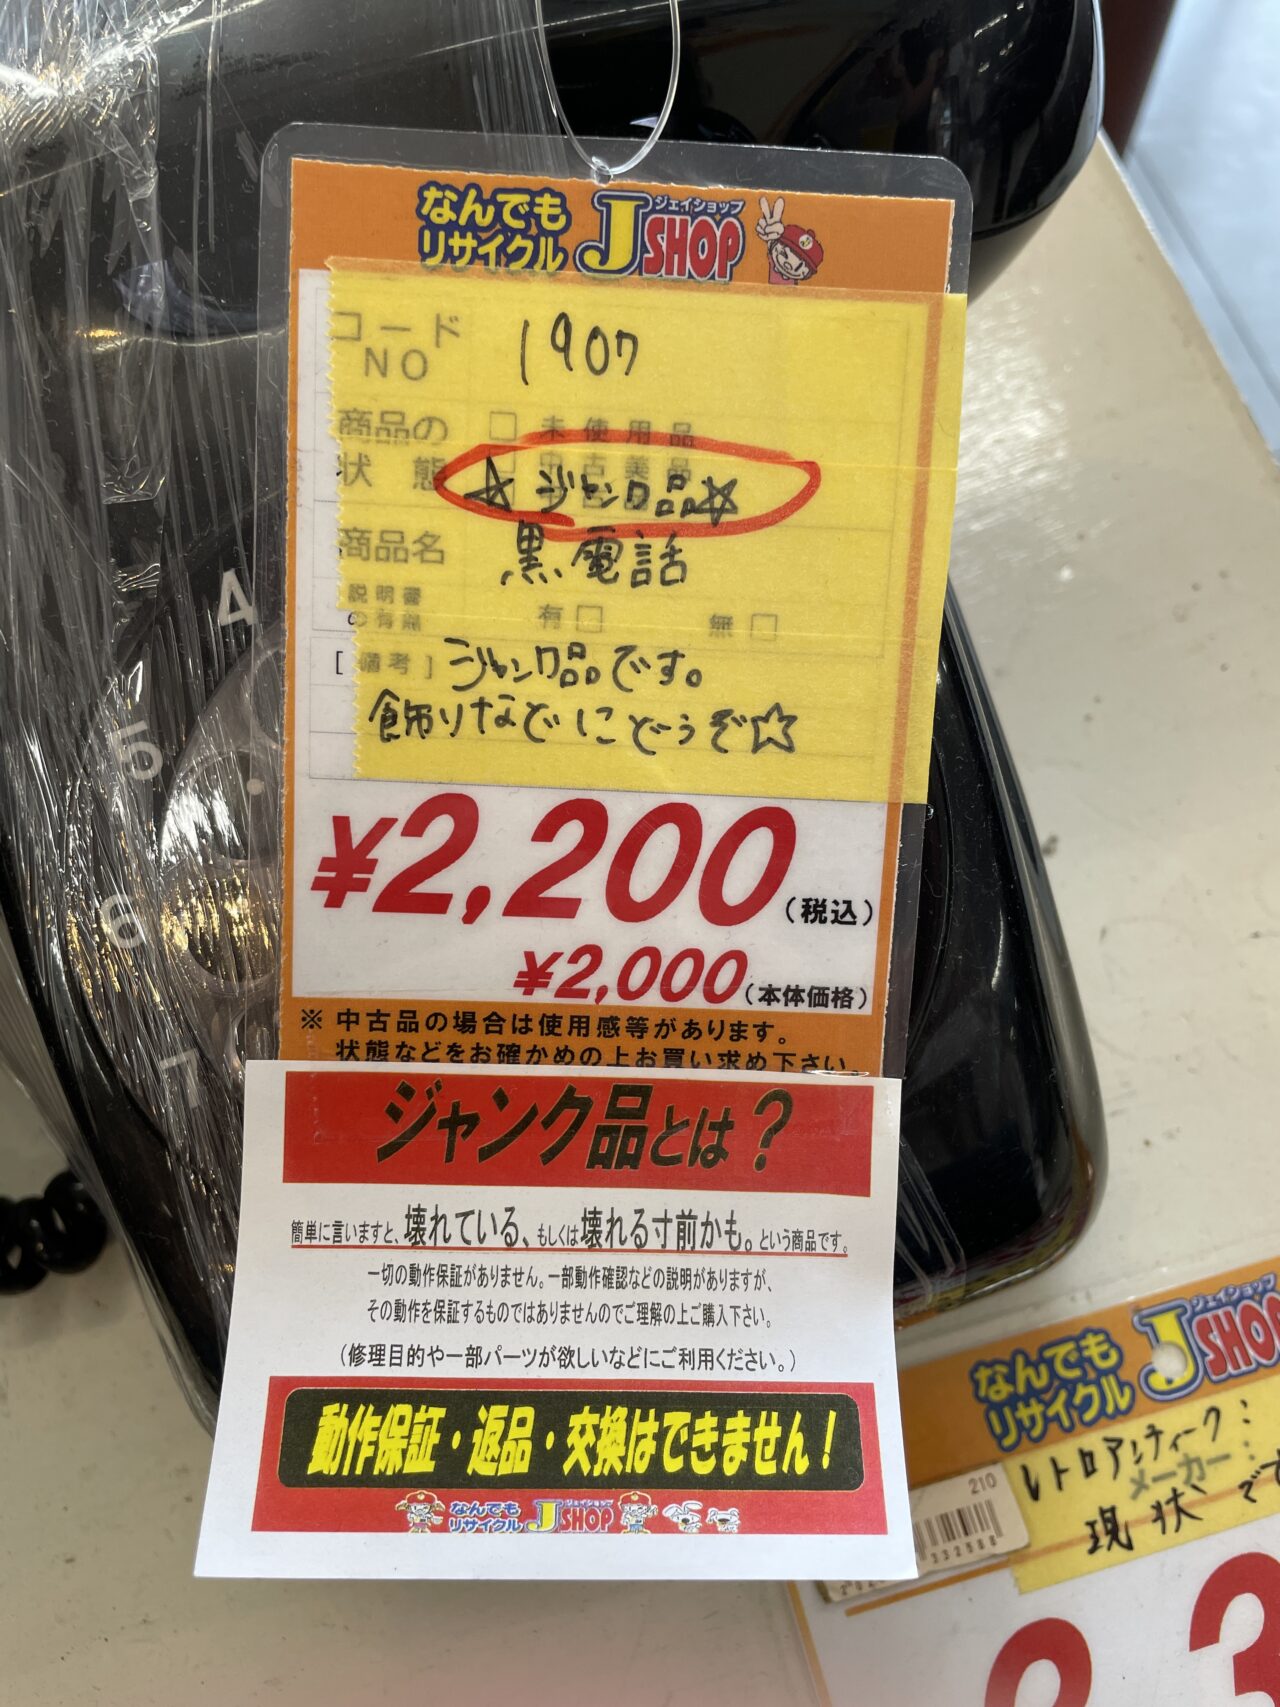 なんでも
リサイクル
ジェイショップ
J SHOP
コード
NO
1907
商品の
状態
□ 未使用品
□ 中古美品
☆ジャンク品☆
商品名
黒電話
説明書
の有無
有□ 無□
[備考] ジャンク品です。
飾りなどにどうぞ☆
¥2,200(税込)
¥2,000(本体価格)
※ 中古品の場合は使用感等があります。
状態などをお確かめの上お買い求め下さい。
ジャンク品とは?
簡単に言いますと、壊れている、もしくは壊れる寸前かも。という商品です。
一切の動作保証がありません。一部動作確認などの説明がありますが、
その動作を保証するものではありませんのでご理解の上ご購入下さい。
(修理目的や一部パーツが欲しいなどにご利用ください。)
動作保証・返品・交換はできません!
なんでも
リサイクル
ジェイショップ
J SHOP
4
5
6
7
なんでも
リサイクル
ジェイショップ
J SHOP
レトロアンティーク:
メーカー:
現状
210